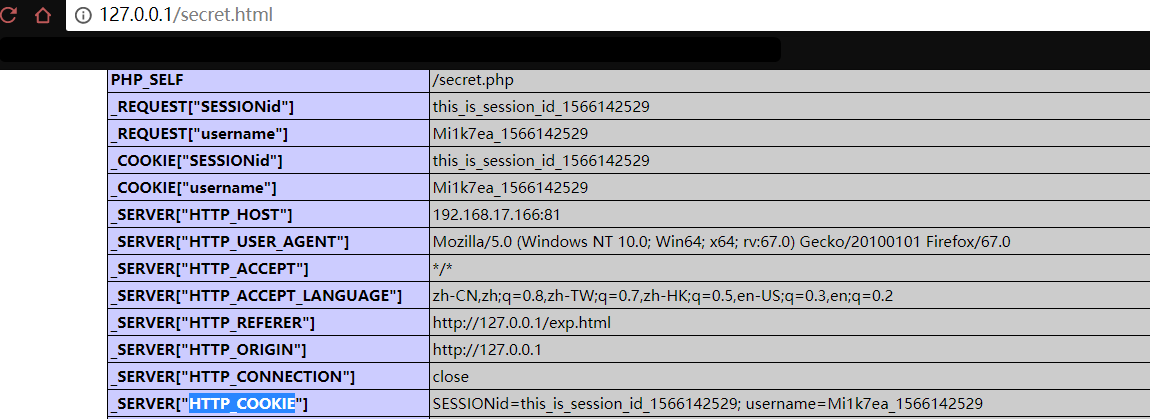 127.0.0.1/secret.html
PHP_SELF /secret.php
_REQUEST["SESSIONid"] this_is_session_id_1566142529
_REQUEST["username"] Mi1k7ea_1566142529
_COOKIE["SESSIONid"] this_is_session_id_1566142529
_COOKIE["username"] Mi1k7ea_1566142529
_SERVER["HTTP_HOST"] 192.168.17.166:81
_SERVER["HTTP_USER_AGENT"] Mozilla/5.0 (Windows NT 10.0; Win64; x64; rv:67.0) Gecko/20100101 Firefox/67.0
_SERVER["HTTP_ACCEPT"] */*
_SERVER["HTTP_ACCEPT_LANGUAGE"] zh-CN,zh;q=0.8,zh-TW;q=0.7,zh-HK;q=0.5,en-US;q=0.3,en;q=0.2
_SERVER["HTTP_REFERER"] http://127.0.0.1/exp.html
_SERVER["HTTP_ORIGIN"] http://127.0.0.1
_SERVER["HTTP_CONNECTION"] close
_SERVER["HTTP_COOKIE"] SESSIONid=this_is_session_id_1566142529; username=Mi1k7ea_1566142529